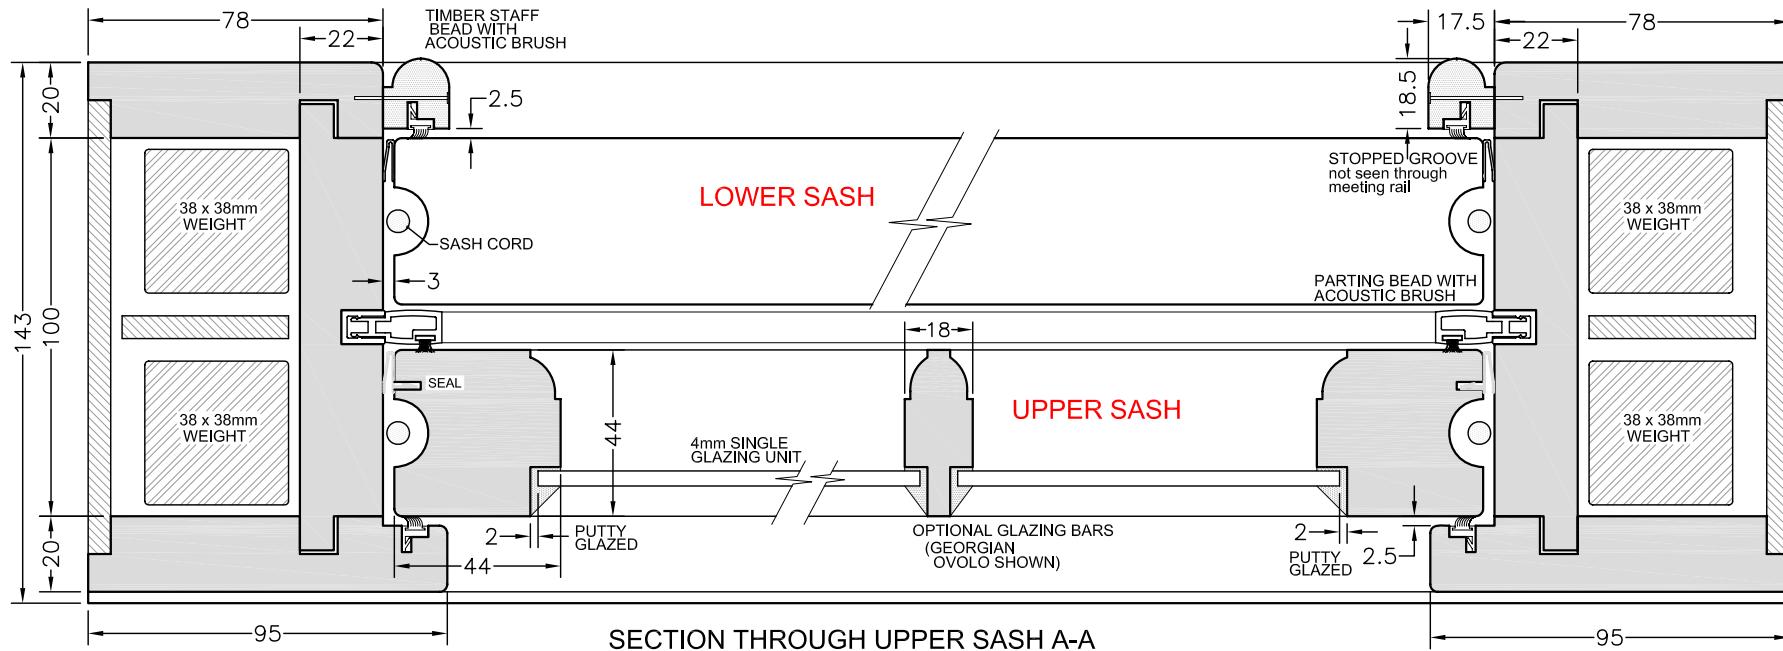 78
22
TIMBER STAFF
BEAD WITH
ACOUSTIC BRUSH
17.5
78
22
20
2.5
18.5
STOPPED GROOVE
not seen through
meeting rail
LOWER SASH
38 x 38mm
WEIGHT
38 x 38mm
WEIGHT
SASH CORD
3
PARTING BEAD WITH
ACOUSTIC BRUSH
143
100
18
SEAL
UPPER SASH
38 x 38mm
WEIGHT
44
4mm SINGLE
GLAZING UNIT
38 x 38mm
WEIGHT
2
PUTTY
GLAZED
OPTIONAL GLAZING BARS
(GEORGIAN
OVOLO SHOWN)
2
PUTTY
GLAZED
2.5
20
44
95
SECTION THROUGH UPPER SASH A-A
95